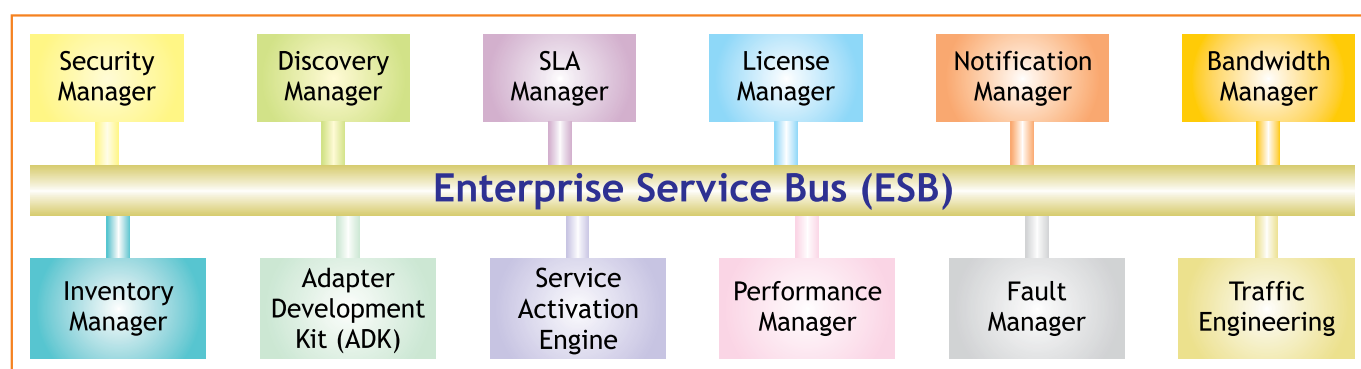 Security
Manager
Discovery
Manager
SLA
Manager
License
Manager
Notification
Manager
Bandwidth
Manager
Enterprise Service Bus (ESB)
Inventory
Manager
Adapter
Development
Kit (ADK)
Service
Activation
Engine
Performance
Manager
Fault
Manager
Traffic
Engineering